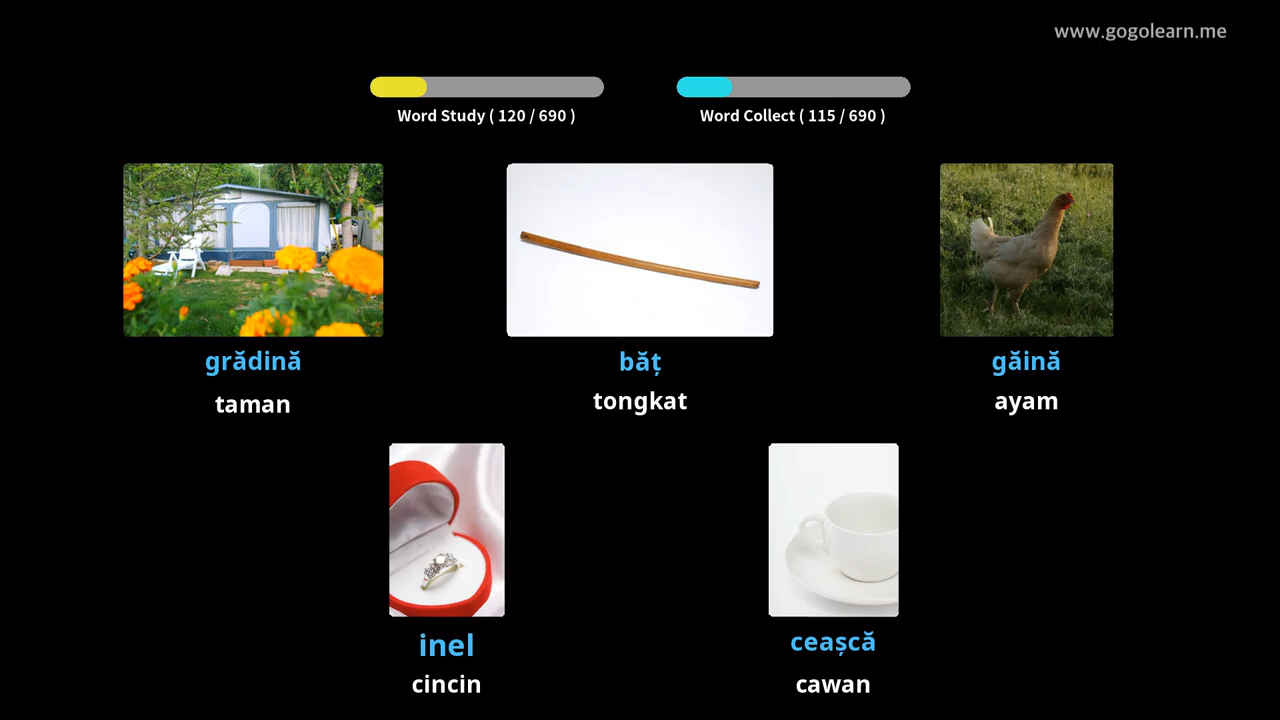 www.gogolearn.me
Word Study ( 120 / 690 )
Word Collect ( 115 / 690 )
grădină
taman
băț
tongkat
găină
ayam
inel
cincin
ceașcă
cawan